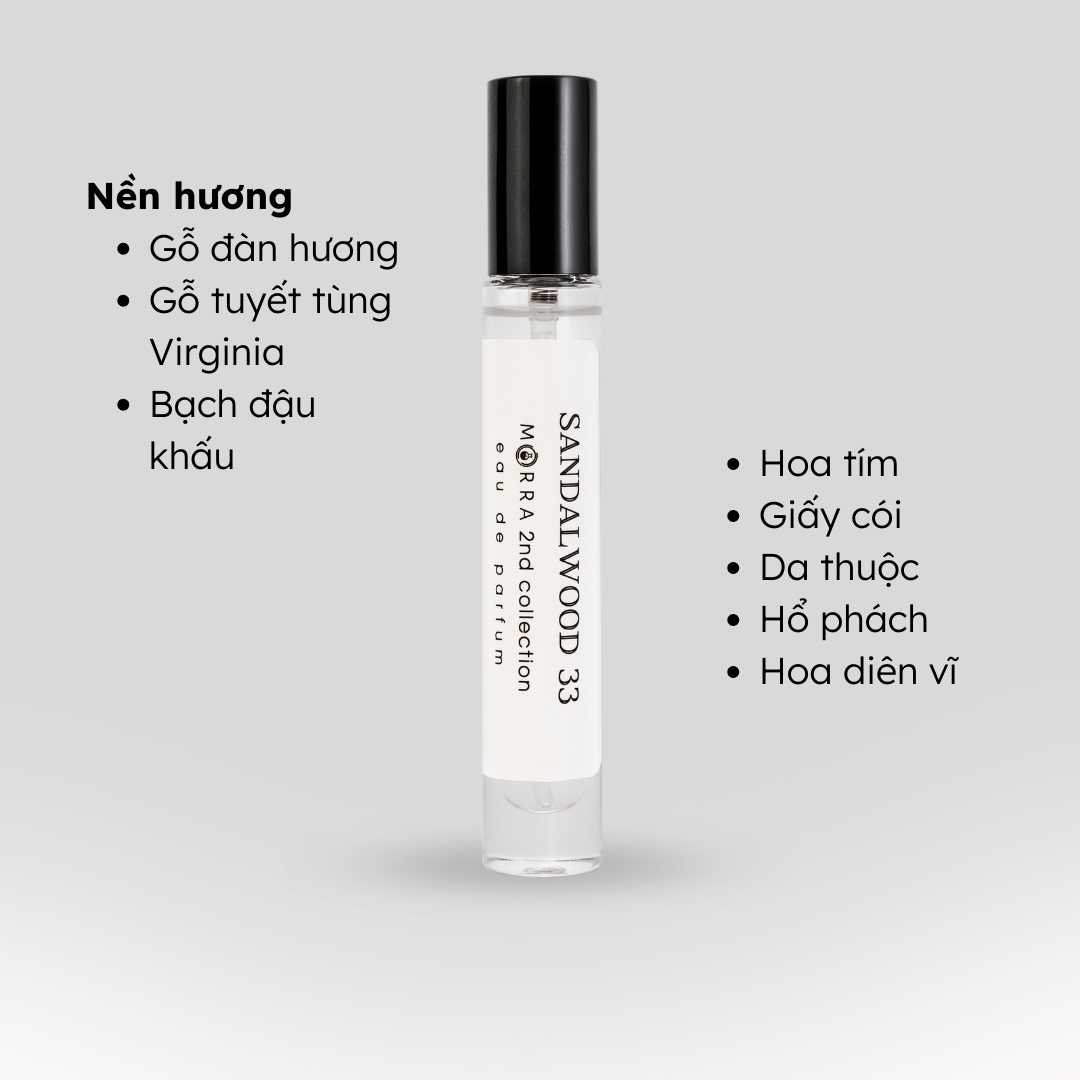 Nền hương
• Gỗ đàn hương
• Gỗ tuyết tùng
Virginia
• Bạch đậu
khấu
SANDALWOOD 33
MORRA 2nd collection
eau de parfum
• Hoa tím
• Giấy cói
• Da thuộc
• Hổ phách
• Hoa diên vĩ